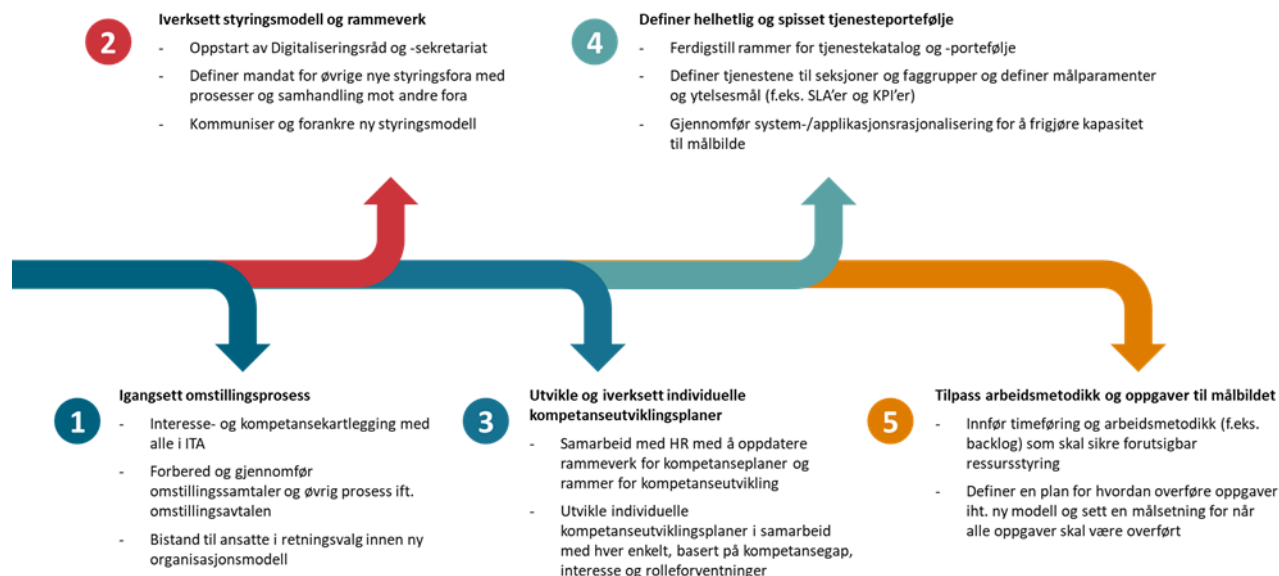 2
Iverksett styringsmodell og rammeverk
- Oppstart av Digitaliseringsråd og -sekretariat
- Definer mandat for øvrige nye styringsfora med
prosesser og samhandling mot andre fora
- Kommuniser og forankre ny styringsmodell
4
Definer helhetlig og spisset tjenesteportefølje
- Ferdigstill rammer for tjenestekatalog og -portefølje
- Definer tjenestene til seksjoner og faggrupper og definer målparamenter
og ytelsesmål (f.eks. SLA'er og KPI'er)
- Gjennomfør system-/applikasjonsrasjonalisering for å frigjøre kapasitet
til målbilde
1
Igangsett omstillingsprosess
- Interesse- og kompetansekartlegging med
alle i ITA
- Forbered og gjennomfør
omstillingssamtaler og øvrig prosess ift.
omstillingsavtalen
- Bistand til ansatte i retningsvalg innen ny
organisasjonsmodell
3
Utvikle og iverksett individuelle
kompetanseutviklingsplaner
- Samarbeid med HR med å oppdatere
rammeverk for kompetanseplaner og
rammer for kompetanseutvikling
- Utvikle individuelle
kompetanseutviklingsplaner i samarbeid
med hver enkelt, basert på kompetansegap,
interesse og rolleforventninger
5
Tilpass arbeidsmetodikk og oppgaver til målbildet
- Innfør timeføring og arbeidsmetodikk (f.eks.
backlog) som skal sikre forutsigbar
ressursstyring
- Definer en plan for hvordan overføre oppgaver
iht. ny modell og sett en målsetning for når
alle oppgaver skal være overført